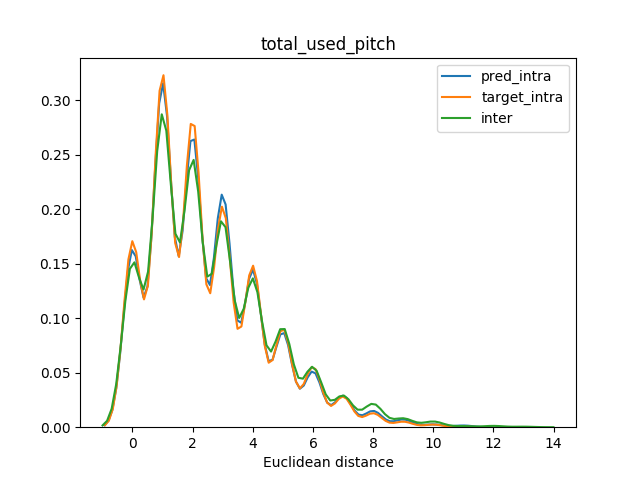 total_used_pitch
pred_intra
target_intra
inter
0.30
0.25
0.20
0.15
0.10
0.05
0.00
0 2 4 6 8 10 12 14
Euclidean distance